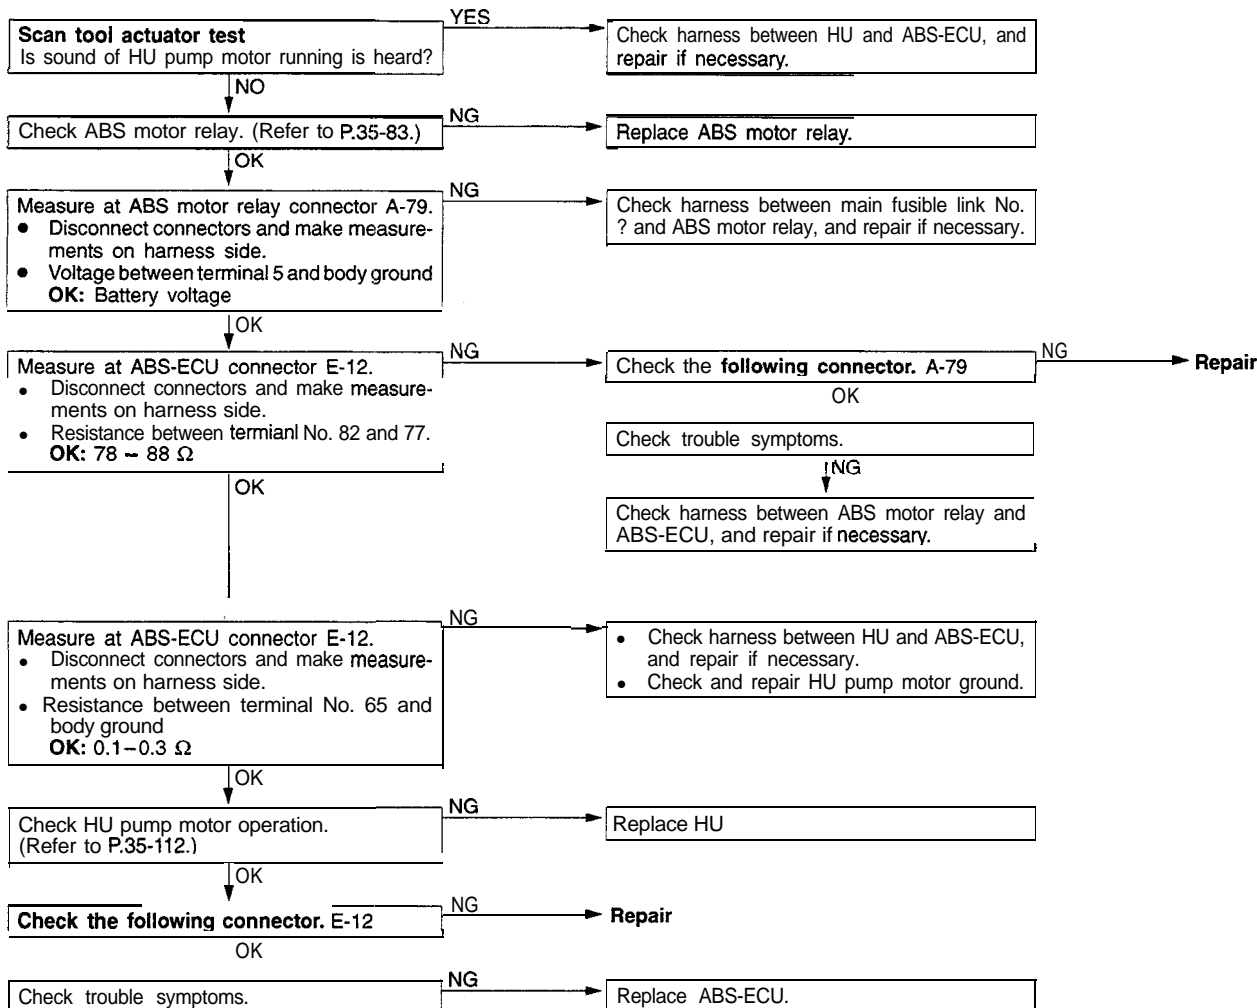 Scan tool actuator test
Is sound of HU pump motor running is heard?
YES
Check harness between HU and ABS-ECU, and
repair if necessary.
NO
Check ABS motor relay. (Refer to P.35-83.)
NG
Replace ABS motor relay.
OK
Measure at ABS motor relay connector A-79.
● Disconnect connectors and make measure-
ments on harness side.
● Voltage between terminal 5 and body ground
OK: Battery voltage
NG
Check harness between main fusible link No.
? and ABS motor relay, and repair if necessary.
OK
Measure at ABS-ECU connector E-12.
● Disconnect connectors and make measure-
ments on harness side.
● Resistance between termianl No. 82 and 77.
OK: 78 – 88 Ω
NG
Check the following connector. A-79
NG
Repair
OK
Check trouble symptoms.
NG
Check harness between ABS motor relay and
ABS-ECU, and repair if necessary.
OK
Measure at ABS-ECU connector E-12.
● Disconnect connectors and make measure-
ments on harness side.
● Resistance between terminal No. 65 and
body ground
OK: 0.1–0.3 Ω
NG
● Check harness between HU and ABS-ECU,
and repair if necessary.
● Check and repair HU pump motor ground.
OK
Check HU pump motor operation.
(Refer to P.35-112.)
NG
Replace HU
OK
Check the following connector. E-12
NG
Repair
OK
Check trouble symptoms.
NG
Replace ABS-ECU.